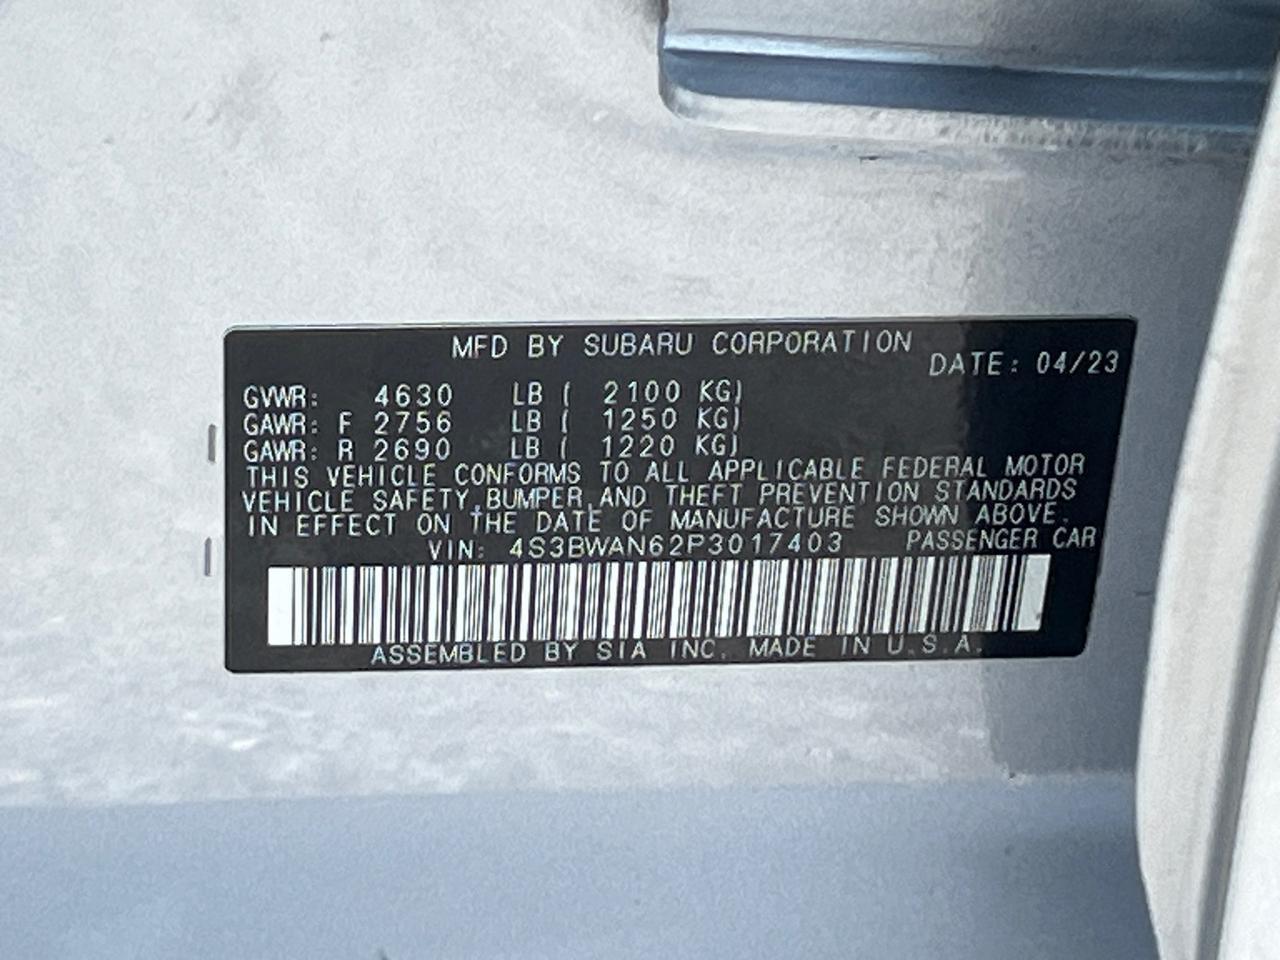 MFD BY SUBARU CORPORATION
DATE: 04/23
GVWR: 4630 LB ( 2100 KG)
GAWR: F 2756 LB ( 1250 KG)
GAWR: R 2690 LB ( 1220 KG)
THIS VEHICLE CONFORMS TO ALL APPLICABLE FEDERAL MOTOR
VEHICLE SAFETY,BUMPER,AND THEFT PREVENTION STANDARDS
IN EFFECT ON THE DATE OF MANUFACTURE SHOWN ABOVE.
VIN: 4S3BWAN62P3017403 PASSENGER CAR
ASSEMBLED BY SIA INC. MADE IN U.S.A.